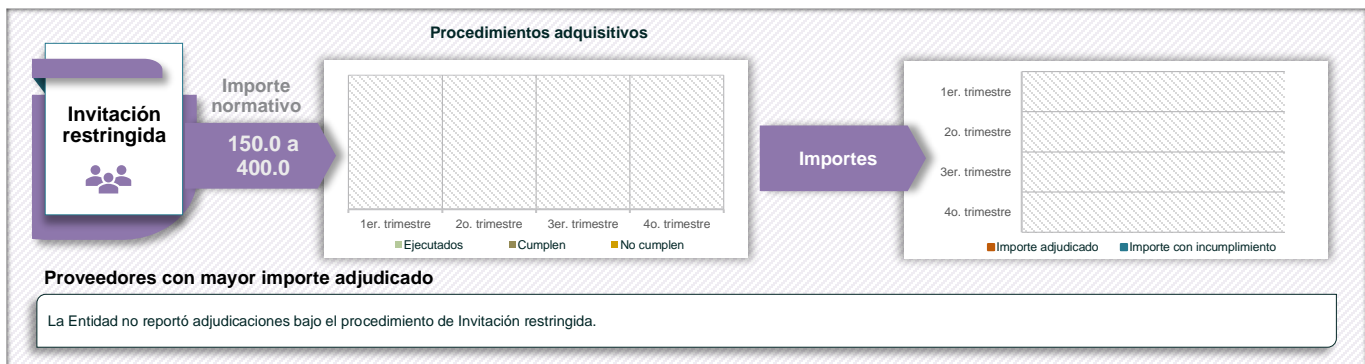 Procedimientos adquisitivos
Invitación
restringida
Importe
normativo
150.0 a
400.0
1er. trimestre
2o. trimestre
3er. trimestre
4o. trimestre
Ejecutados
Cumplen
No cumplen
Importes
1er. trimestre
2o. trimestre
3er. trimestre
4o. trimestre
Importe adjudicado
Importe con incumplimiento
Proveedores con mayor importe adjudicado
La Entidad no reportó adjudicaciones bajo el procedimiento de Invitación restringida.